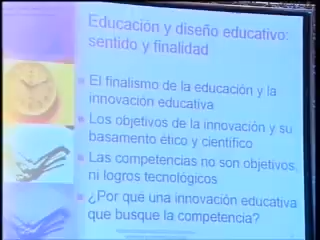 Educación y diseño educativo:
sentido y finalidad
El finalismo de la educación y la
innovación educativa
Los objetivos de la innovación y su
basamento ético y científico
Las competencias no son objetivos,
ni logros tecnológicos
¿Por qué una innovación educativa
que busque la competencia?